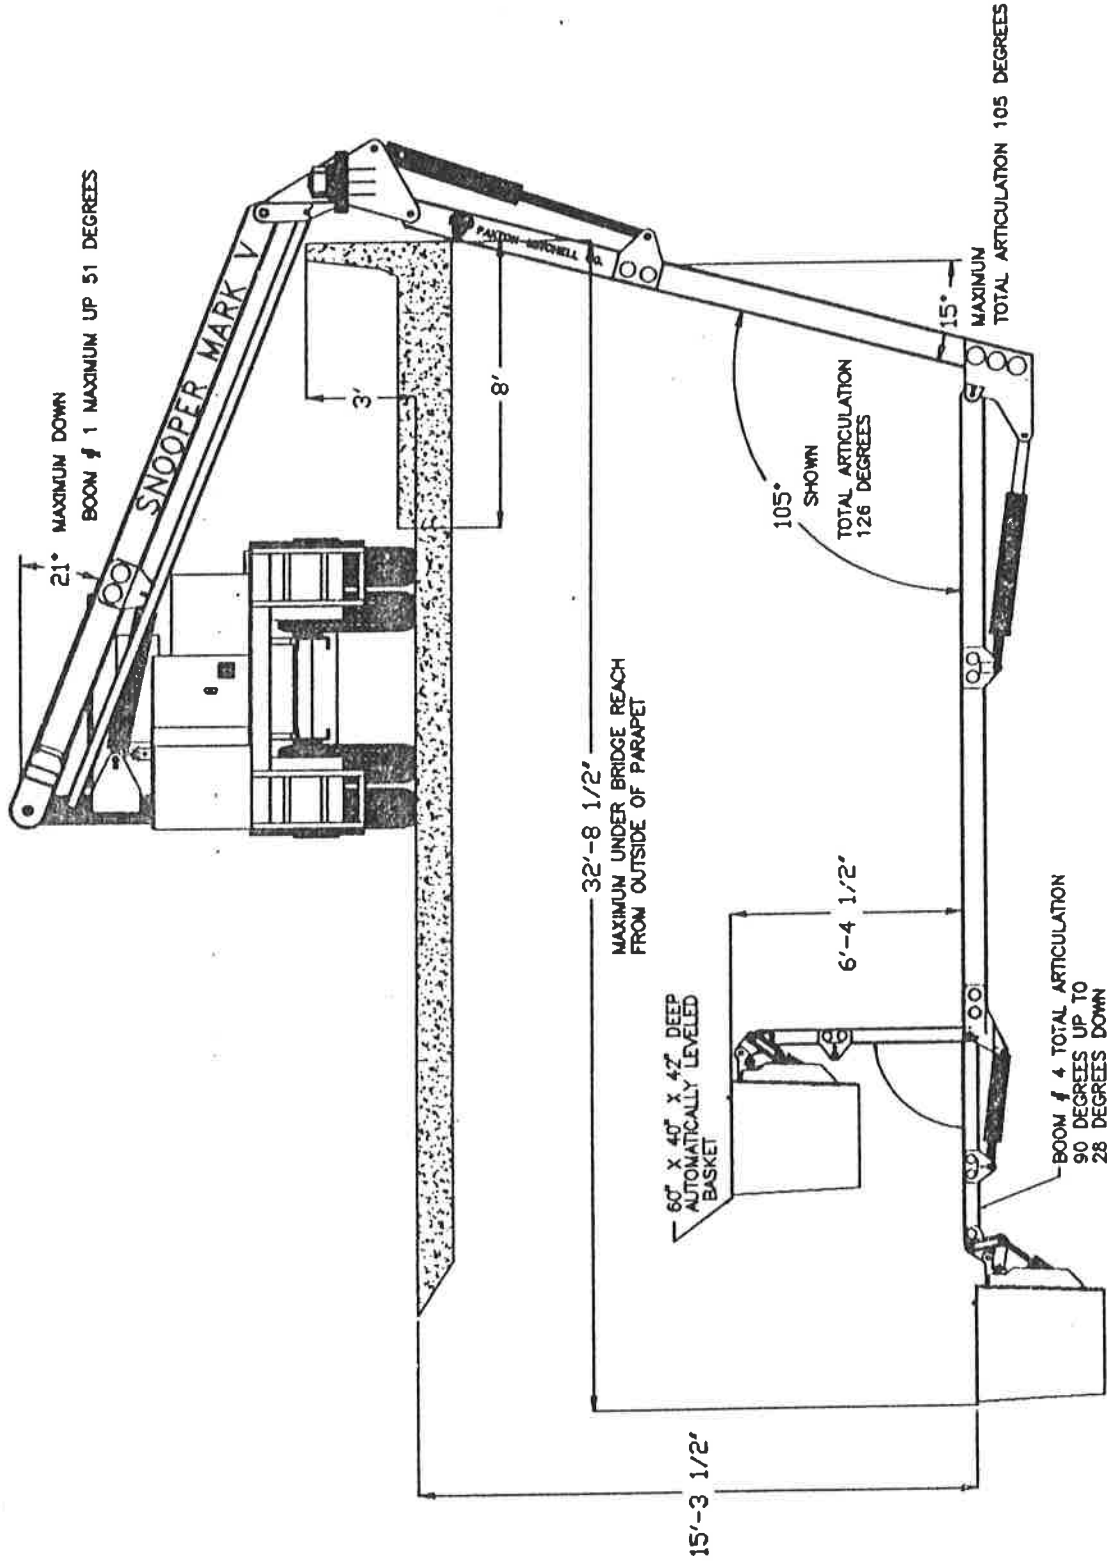 21° MAXIMUM DOWN
BOOM # 1 MAXIMUM UP 51 DEGREES
SNOOPER MARK V
PAXTON-MITCHELL CO.
3'
8'
15°
MAXIMUM
TOTAL ARTICULATION 105 DEGREES
105°
SHOWN
TOTAL ARTICULATION
126 DEGREES
32'-8 1/2"
MAXIMUM UNDER BRIDGE REACH
FROM OUTSIDE OF PARAPET
6'-4 1/2"
60" X 40" X 42" DEEP
AUTOMATICALLY LEVELED
BASKET
BOOM # 4 TOTAL ARTICULATION
90 DEGREES UP TO
28 DEGREES DOWN
15'-3 1/2"